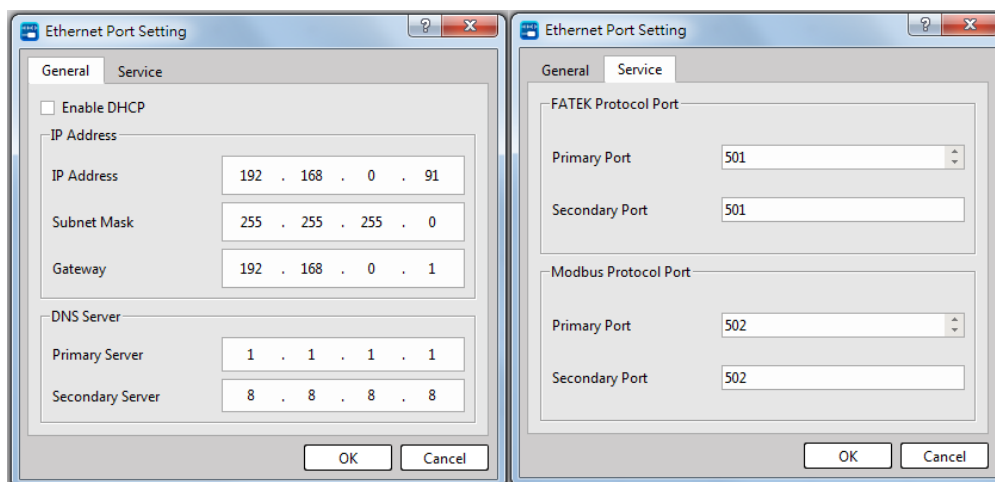 Ethernet Port Setting
General Service
Enable DHCP
IP Address
IP Address 192 . 168 . 0 . 91
Subnet Mask 255 . 255 . 255 . 0
Gateway 192 . 168 . 0 . 1
DNS Server
Primary Server 1 . 1 . 1 . 1
Secondary Server 8 . 8 . 8 . 8
OK Cancel
Ethernet Port Setting
General Service
FATEK Protocol Port
Primary Port 501
Secondary Port 501
Modbus Protocol Port
Primary Port 502
Secondary Port 502
OK Cancel